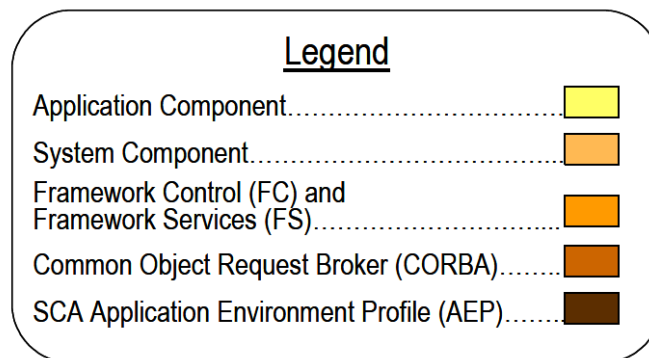 Legend
Application Component…………………………….
System Component………………………………...
Framework Control (FC) and
Framework Services (FS)……………………….....
Common Object Request Broker (CORBA)……..
SCA Application Environment Profile (AEP)…….